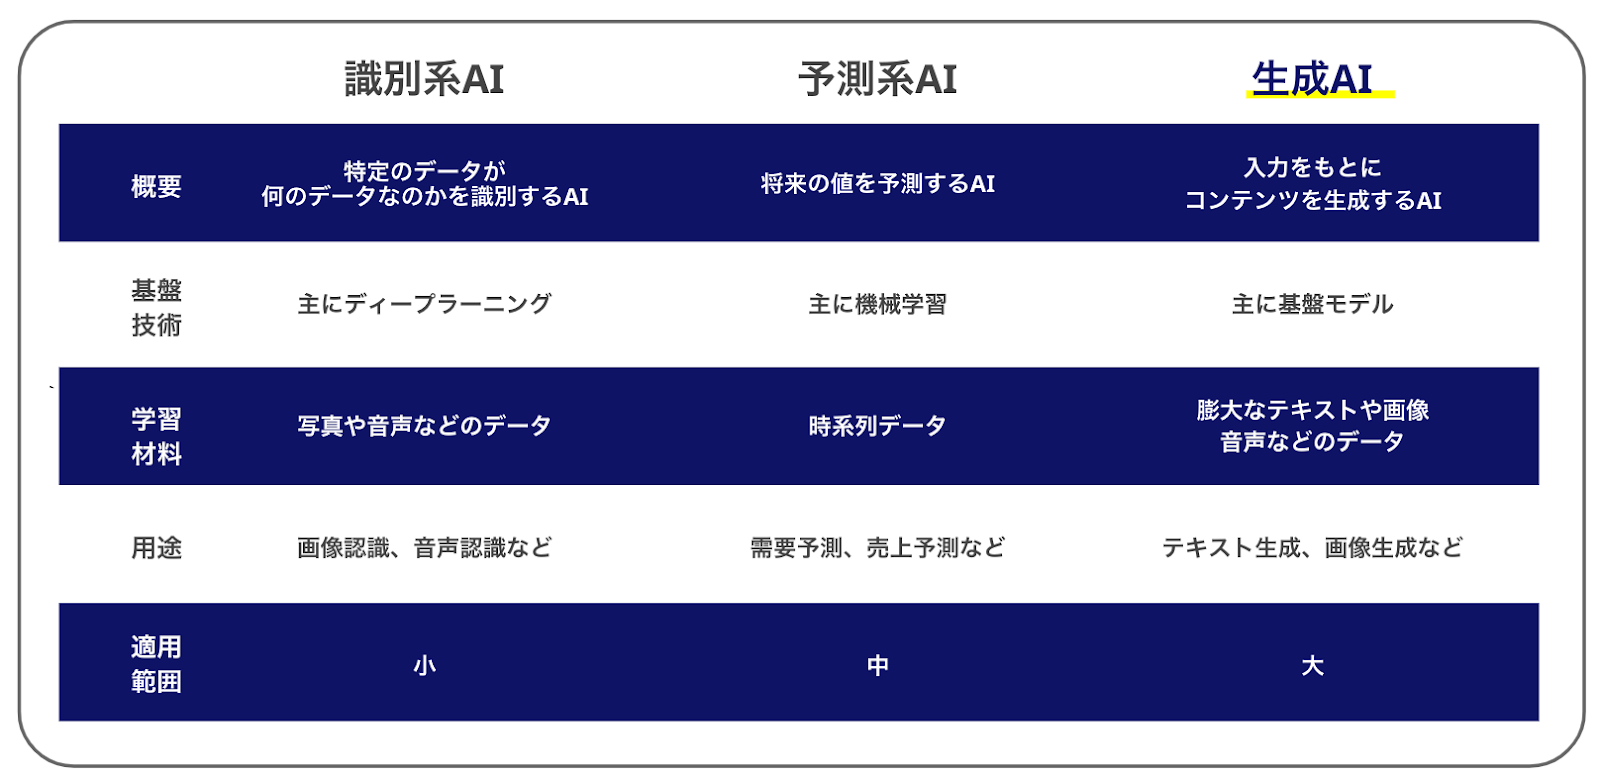 識別系AI 予測系AI 生成AI
概要 特定のデータが
何のデータなのかを識別するAI 将来の値を予測するAI 入力をもとに
コンテンツを生成するAI
基盤
技術 主にディープラーニング 主に機械学習 主に基盤モデル
学習
材料 写真や音声などのデータ 時系列データ 膨大なテキストや画像
音声などのデータ
用途 画像認識、音声認識など 需要予測、売上予測など テキスト生成、画像生成など
適用
範囲 小 中 大